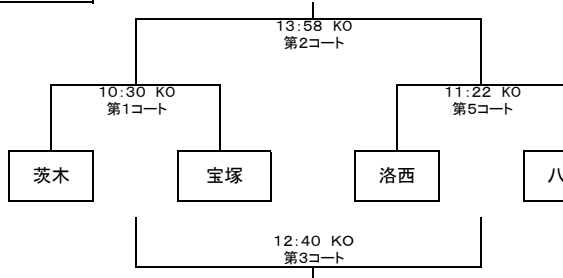 13:58 KO
第2コート
10:30 KO
第1コート
11:22 KO
第5コート
茨木
宝塚
洛西
八
12:40 KO
第3コート